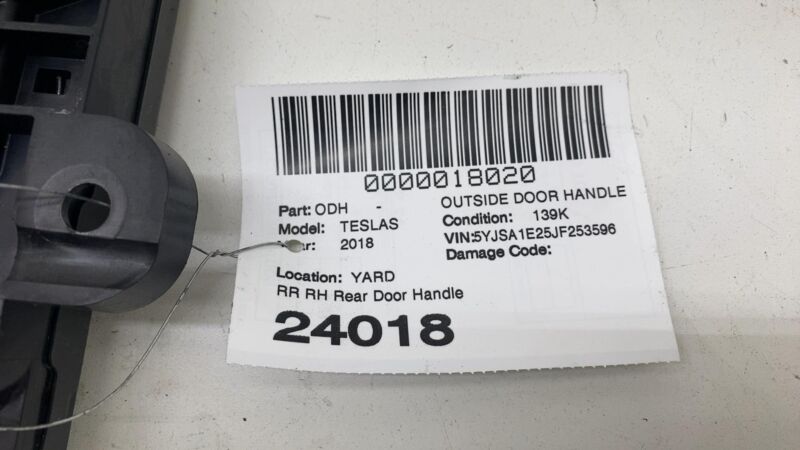 0000018020
Part: ODH - OUTSIDE DOOR HANDLE
Model: TESLAS Condition: 139K
2018 VIN:5YJSA1E25JF253596
Damage Code:
Location: YARD
RR RH Rear Door Handle
24018